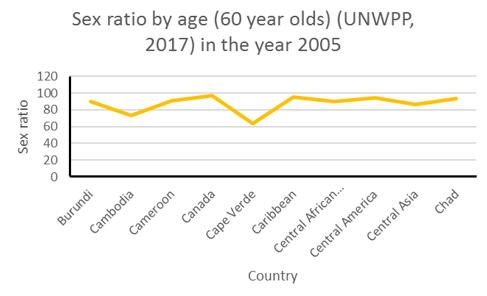 Sex ratio by age (60 year olds) (UNWPP,
2017) in the year 2005
120
100
80
60
40
20
0
Sex ratio
Burundi
Cambodia
Cameroon
Canada
Cape Verde
Caribbean
Central African...
Central America
Central Asia
Chad
Country